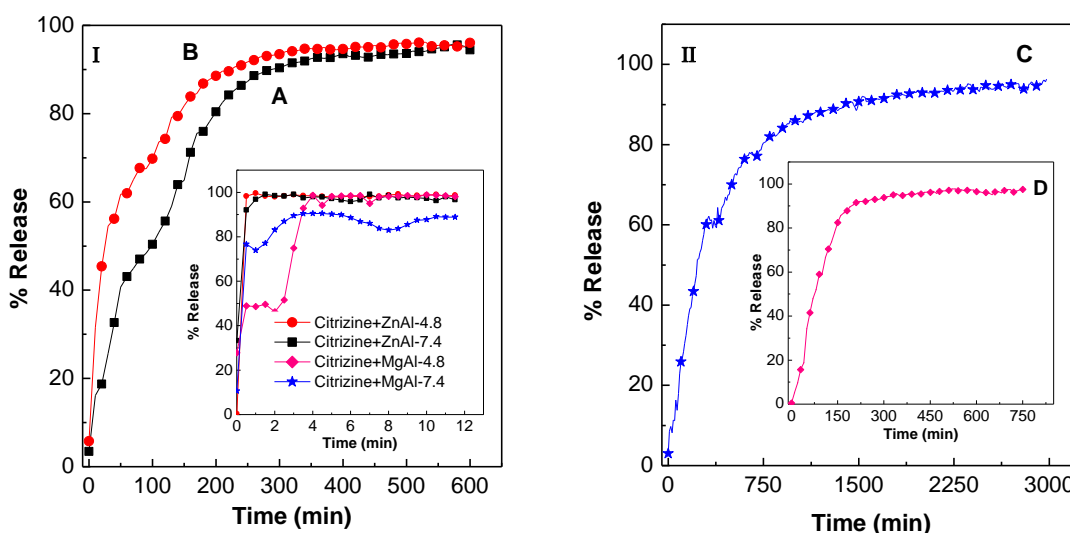 I
B
A
% Release
100
80
60
40
20
0
0 100 200 300 400 500 600
Time (min)
% Release
100
80
60
40
20
0
Citrizine+ZnAl-4.8
Citrizine+ZnAl-7.4
Citrizine+MgAl-4.8
Citrizine+MgAl-7.4
0 2 4 6 8 10 12
Time (min)
II
C
% Release
100
80
60
40
20
0
0 750 1500 2250 3000
Time (min)
D
% Release
100
80
60
40
20
0
0 150 300 450 600 750
Time (min)